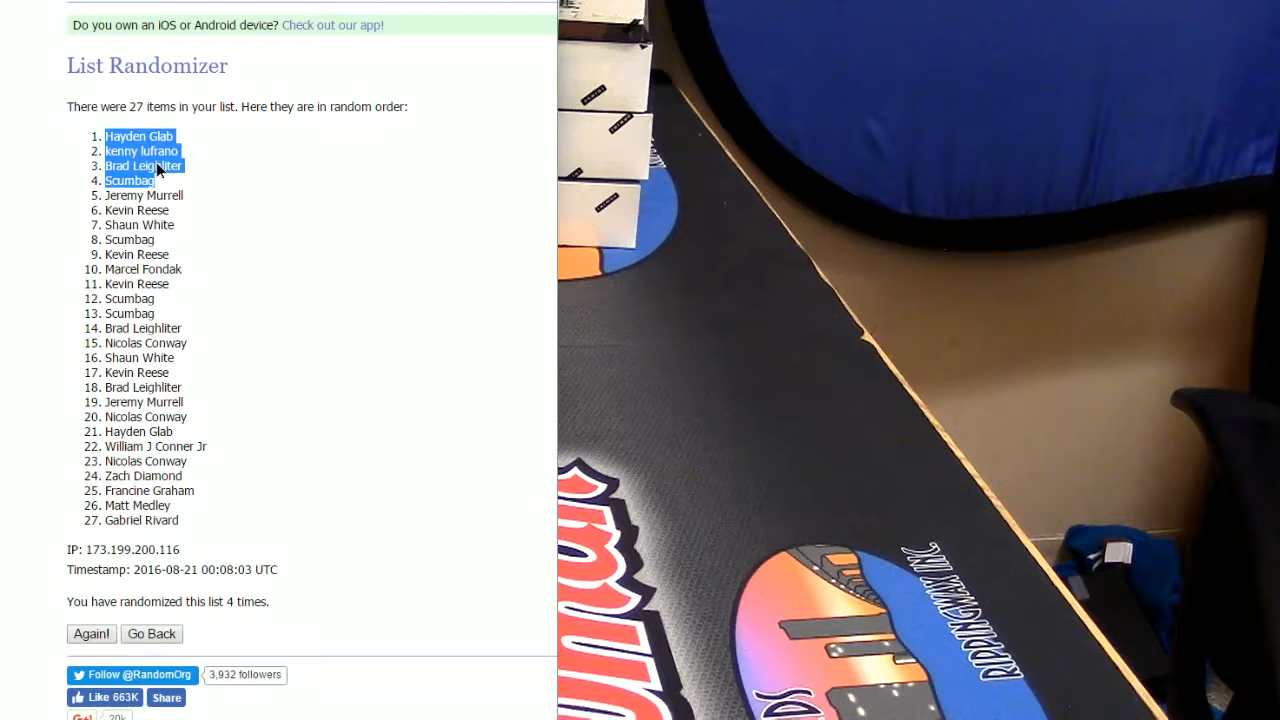 Do you own an iOS or Android device? Check out our app!
List Randomizer
There were 27 items in your list. Here they are in random order:
1. Hayden Glab
2. kenny lufrano
3. Brad Leighliter
4. Scumbag
5. Jeremy Murrell
6. Kevin Reese
7. Shaun White
8. Scumbag
9. Kevin Reese
10. Marcel Fondak
11. Kevin Reese
12. Scumbag
13. Scumbag
14. Brad Leighliter
15. Nicolas Conway
16. Shaun White
17. Kevin Reese
18. Brad Leighliter
19. Jeremy Murrell
20. Nicolas Conway
21. Hayden Glab
22. William J Conner Jr
23. Nicolas Conway
24. Zach Diamond
25. Francine Graham
26. Matt Medley
27. Gabriel Rivard
IP: 173.199.200.116
Timestamp: 2016-08-21 00:08:03 UTC
You have randomized this list 4 times.
Again! Go Back
Follow @RandomOrg 3,932 followers
Like 663K Share
G+1 20k
RIPPINGWAX INC.